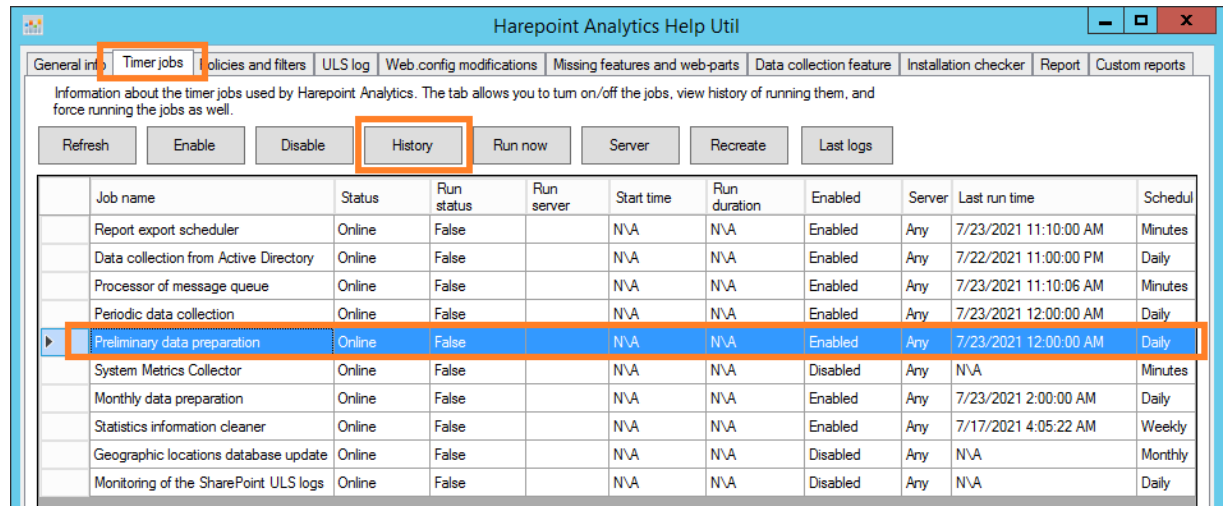 Harepoint Analytics Help Util
General info Timer jobs Policies and filters ULS log Web.config modifications Missing features and web-parts Data collection feature Installation checker Report Custom reports
Information about the timer jobs used by Harepoint Analytics. The tab allows you to turn on/off the jobs, view history of running them, and
force running the jobs as well.
Refresh Enable Disable History Run now Server Recreate Last logs
Job name Status Run status Run server Start time Run duration Enabled Server Last run time Schedul
Report export scheduler Online False N\A N\A Enabled Any 7/23/2021 11:10:00 AM Minutes
Data collection from Active Directory Online False N\A N\A Enabled Any 7/22/2021 11:00:00 PM Daily
Processor of message queue Online False N\A N\A Enabled Any 7/23/2021 11:10:06 AM Minutes
Periodic data collection Online False N\A N\A Enabled Any 7/23/2021 12:00:00 AM Daily
Preliminary data preparation Online False N\A N\A Enabled Any 7/23/2021 12:00:00 AM Daily
System Metrics Collector Online False N\A N\A Disabled Any N\A Minutes
Monthly data preparation Online False N\A N\A Enabled Any 7/23/2021 2:00:00 AM Daily
Statistics information cleaner Online False N\A N\A Enabled Any 7/17/2021 4:05:22 AM Weekly
Geographic locations database update Online False N\A N\A Disabled Any N\A Monthly
Monitoring of the SharePoint ULS logs Online False N\A N\A Disabled Any N\A Daily